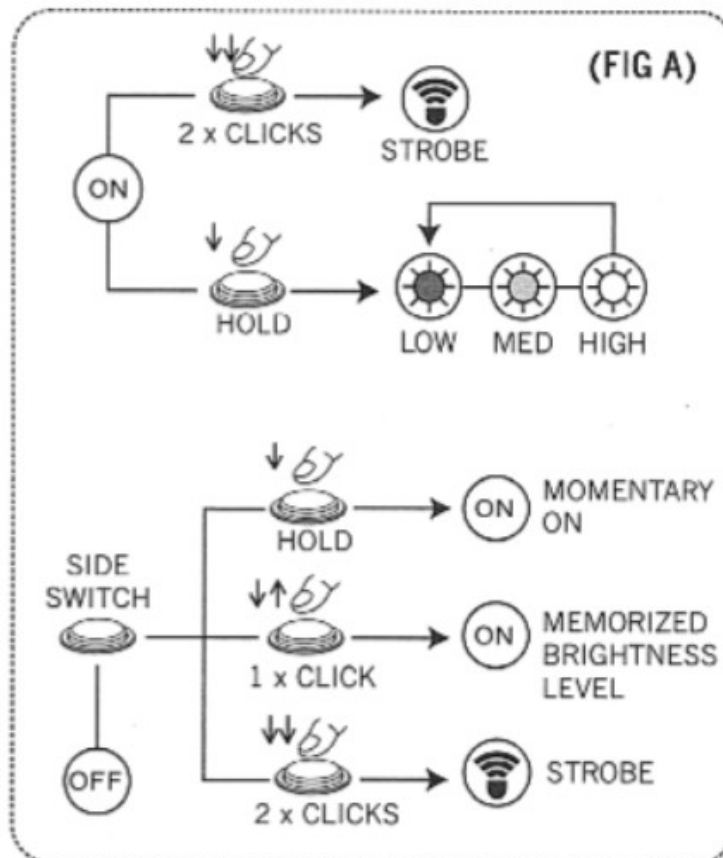 (FIG A)
2 x CLICKS
STROBE
ON
HOLD
LOW MED HIGH
HOLD
ON
MOMENTARY
ON
SIDE
SWITCH
1 x CLICK
ON
MEMORIZED
BRIGHTNESS
LEVEL
OFF
2 x CLICKS
STROBE